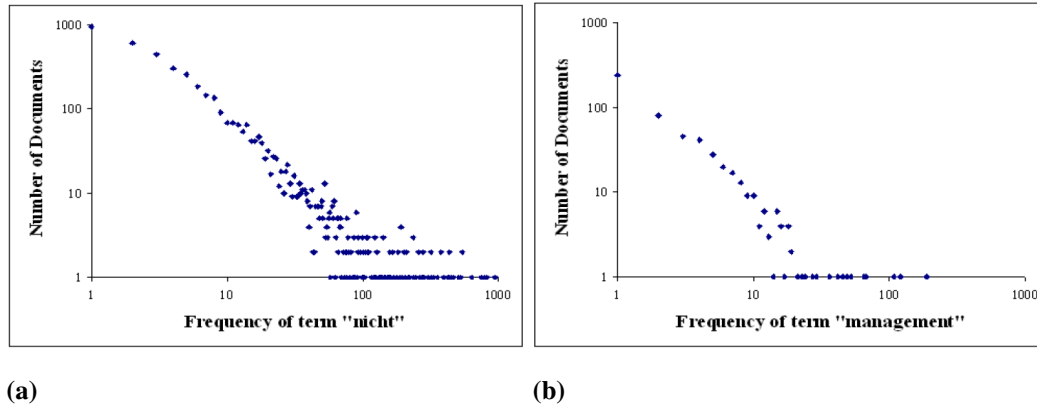 1000
100
10
1
Number of Documents
1 10 100 1000
Frequency of term "nicht"
1000
100
10
1
Number of Documents
1 10 100 1000
Frequency of term "management"
(a) (b)